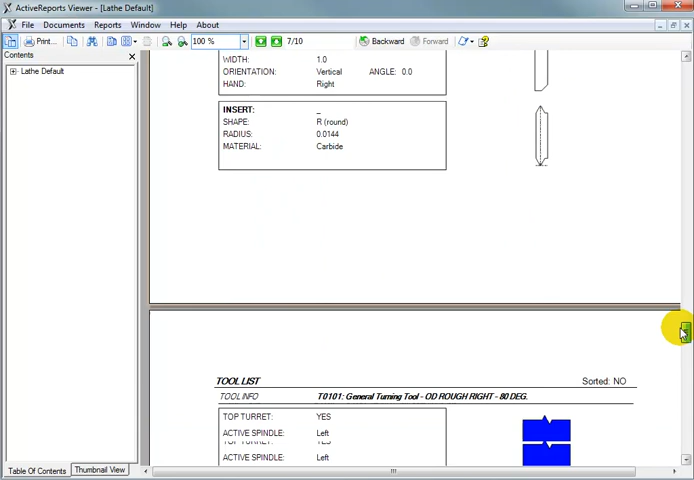 ActiveReports Viewer - [Lathe Default]
File Documents Reports Window Help About
Print... 100 % 7/10 Backward Forward
Contents
Lathe Default
WIDTH: 1.0
ORIENTATION: Vertical ANGLE: 0.0
HAND: Right
INSERT: _
SHAPE: R (round)
RADIUS: 0.0144
MATERIAL: Carbide
TOOL LIST Sorted: NO
TOOL INFO T0101: General Turning Tool - OD ROUGH RIGHT - 80 DEG.
TOP TURRET: YES
ACTIVE SPINDLE: Left
TOP TURRET: YES
ACTIVE SPINDLE: Left
Table Of Contents Thumbnail View